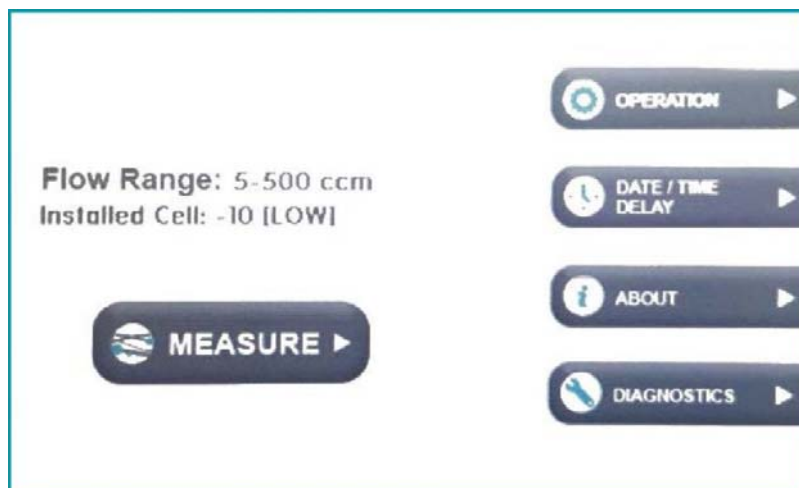 Flow Range: 5-500 ccm
Installed Cell: -10 [LOW]
MEASURE
OPERATION
DATE / TIME
DELAY
ABOUT
DIAGNOSTICS